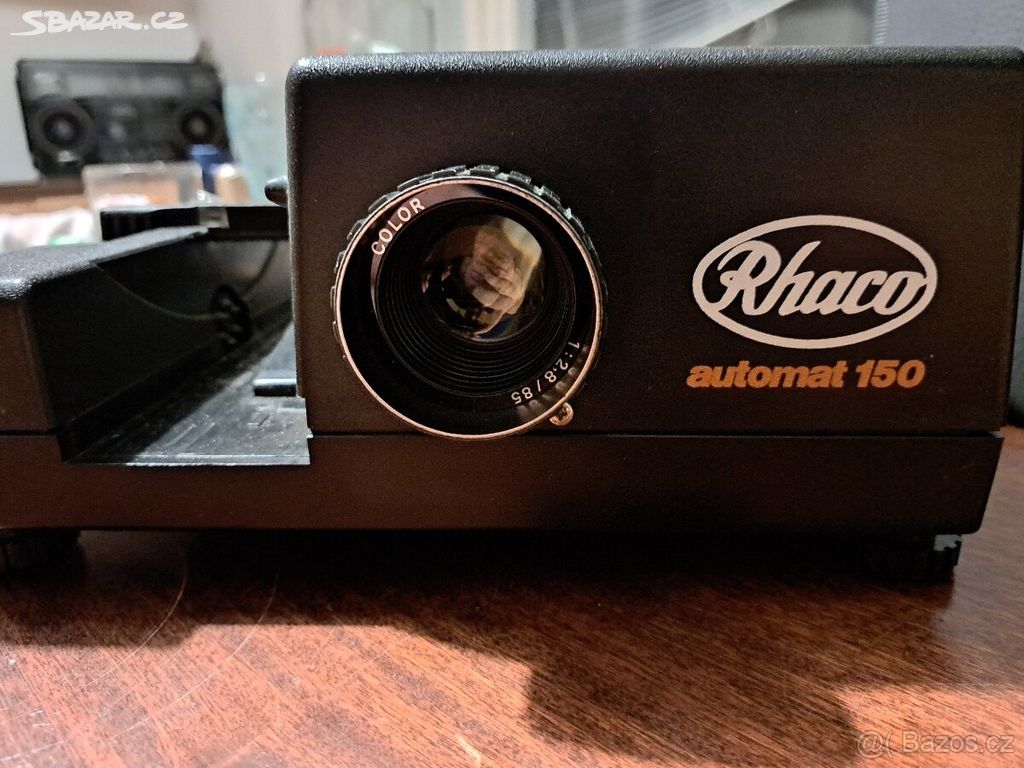 SBAZAR.CZ
COLOR
1:2.8/85
Rhaco
automat 150
@( Bazos.cz